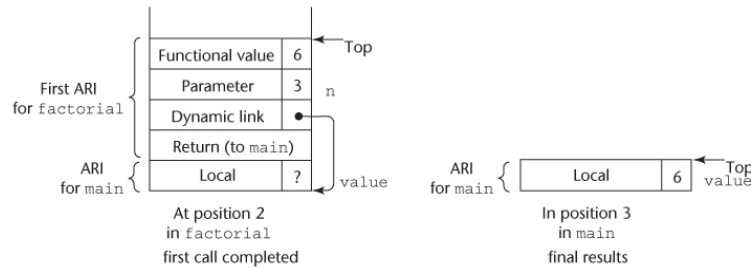 Top
Functional value 6
First ARI
for factorial
Parameter 3 n
Dynamic link
Return (to main)
ARI
for main
Local ?
value
At position 2
in factorial
first call completed
ARI
for main
Local 6
Top
value
In position 3
in main
final results